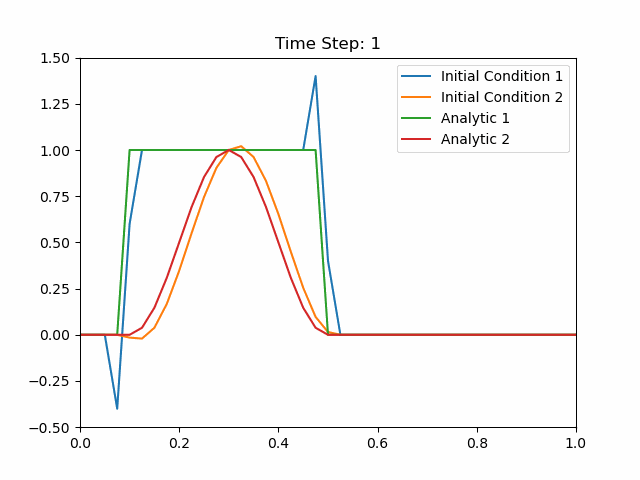 Time Step: 1
1.50
1.25
1.00
0.75
0.50
0.25
0.00
−0.25
−0.50
0.0 0.2 0.4 0.6 0.8 1.0
Initial Condition 1
Initial Condition 2
Analytic 1
Analytic 2